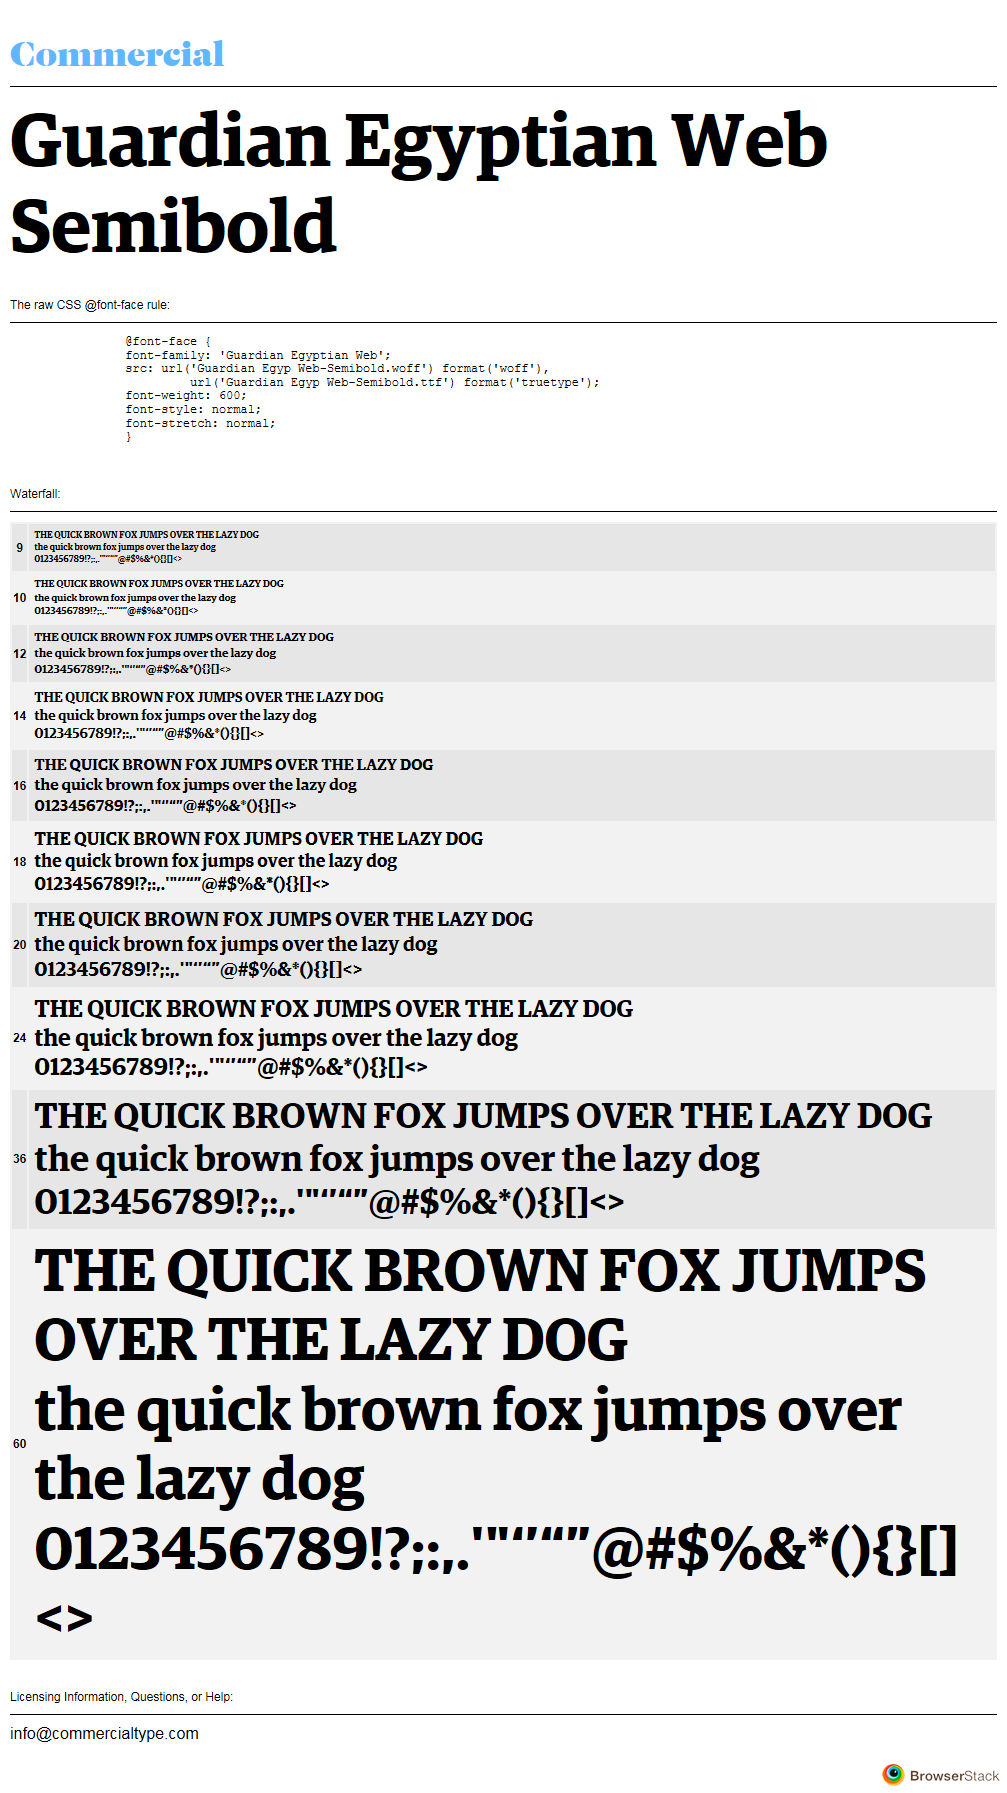 Commercial
Guardian Egyptian Web
Semibold
The raw CSS @font-face rule:
@font-face {
font-family: 'Guardian Egyptian Web';
src: url('Guardian Egyp Web-Semibold.woff') format('woff'),
url('Guardian Egyp Web-Semibold.ttf') format('truetype');
font-weight: 600;
font-style: normal;
font-stretch: normal;
}
Waterfall:
THE QUICK BROWN FOX JUMPS OVER THE LAZY DOG
9 the quick brown fox jumps over the lazy dog
0123456789!?;:,.'"‘’“”@#$%&*(){}[]<>
THE QUICK BROWN FOX JUMPS OVER THE LAZY DOG
10 the quick brown fox jumps over the lazy dog
0123456789!?;:,.'"‘’“”@#$%&*(){}[]<>
THE QUICK BROWN FOX JUMPS OVER THE LAZY DOG
12 the quick brown fox jumps over the lazy dog
0123456789!?;:,.'"‘’“”@#$%&*(){}[]<>
THE QUICK BROWN FOX JUMPS OVER THE LAZY DOG
14 the quick brown fox jumps over the lazy dog
0123456789!?;:,.'"‘’“”@#$%&*(){}[]<>
THE QUICK BROWN FOX JUMPS OVER THE LAZY DOG
16 the quick brown fox jumps over the lazy dog
0123456789!?;:,.'"‘’“”@#$%&*(){}[]<>
THE QUICK BROWN FOX JUMPS OVER THE LAZY DOG
18 the quick brown fox jumps over the lazy dog
0123456789!?;:,.'"‘’“”@#$%&*(){}[]<>
THE QUICK BROWN FOX JUMPS OVER THE LAZY DOG
20 the quick brown fox jumps over the lazy dog
0123456789!?;:,.'"‘’“”@#$%&*(){}[]<>
THE QUICK BROWN FOX JUMPS OVER THE LAZY DOG
24 the quick brown fox jumps over the lazy dog
0123456789!?;:,.'"‘’“”@#$%&*(){}[]<>
THE QUICK BROWN FOX JUMPS OVER THE LAZY DOG
36 the quick brown fox jumps over the lazy dog
0123456789!?;:,.'"‘’“”@#$%&*(){}[]<>
THE QUICK BROWN FOX JUMPS
OVER THE LAZY DOG
the quick brown fox jumps over
60 the lazy dog
0123456789!?;:,.'"‘’“”@#$%&*(){}[]
<>
Licensing Information, Questions, or Help:
info@commercialtype.com
BrowserStack